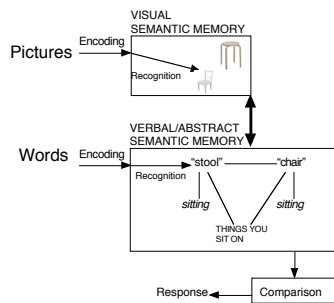 VISUAL
SEMANTIC MEMORY
Pictures
Encoding
Recognition
VERBAL/ABSTRACT
SEMANTIC MEMORY
Words
Encoding
"stool"
"chair"
Recognition
sitting
sitting
THINGS YOU
SIT ON
Response
Comparison